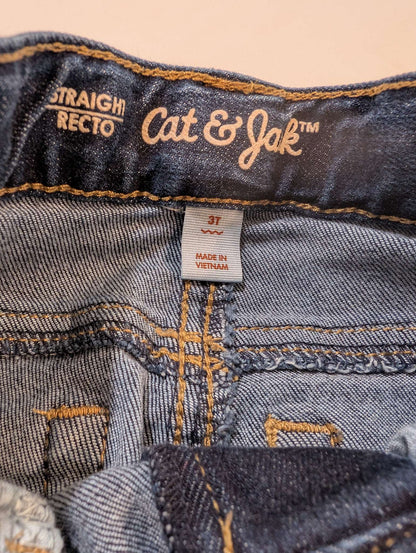 STRAIGHT
RECTO
Cat & Jak™
3T
MADE IN
VIETNAM